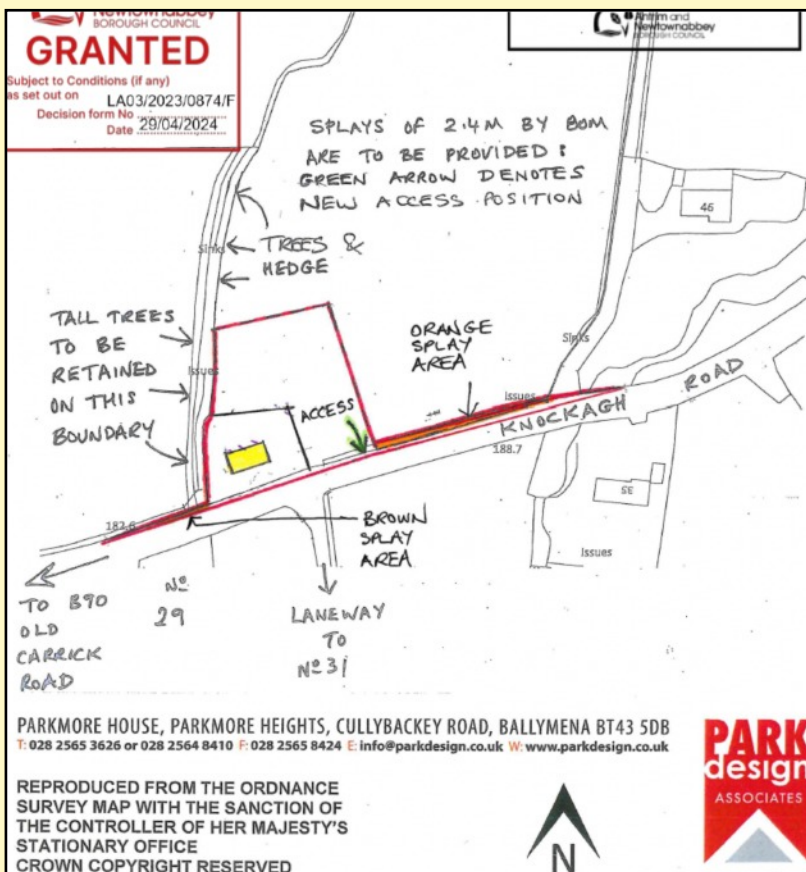 Newtownabbey
BOROUGH COUNCIL
GRANTED
Subject to Conditions (if any)
as set out on
LA03/2023/0874/F
Decision form No
Date 29/04/2024
Antrim and
Newtownabbey
BOROUGH COUNCIL
SPLAYS OF 2.4M BY 80M
ARE TO BE PROVIDED :
GREEN ARROW DENOTES
NEW ACCESS POSITION
46
Sinks
TREES &
HEDGE
TALL TREES
TO BE
RETAINED
ON THIS
BOUNDARY
Issues
ORANGE
SPLAY
AREA
Sinks
Issues
ACCESS
KNOCKAGH ROAD
188.7
182.6
BROWN
SPLAY
AREA
35
Issues
TO B90
OLD
CARRICK
ROAD
Nº
29
LANEWAY
TO
Nº 31
PARKMORE HOUSE, PARKMORE HEIGHTS, CULLYBACKEY ROAD, BALLYMENA BT43 5DB
T: 028 2565 3626 or 028 2564 8410 F: 028 2565 8424 E: info@parkdesign.co.uk W: www.parkdesign.co.uk
REPRODUCED FROM THE ORDNANCE
SURVEY MAP WITH THE SANCTION OF
THE CONTROLLER OF HER MAJESTY'S
STATIONARY OFFICE
CROWN COPYRIGHT RESERVED
N
PARK
design
ASSOCIATES